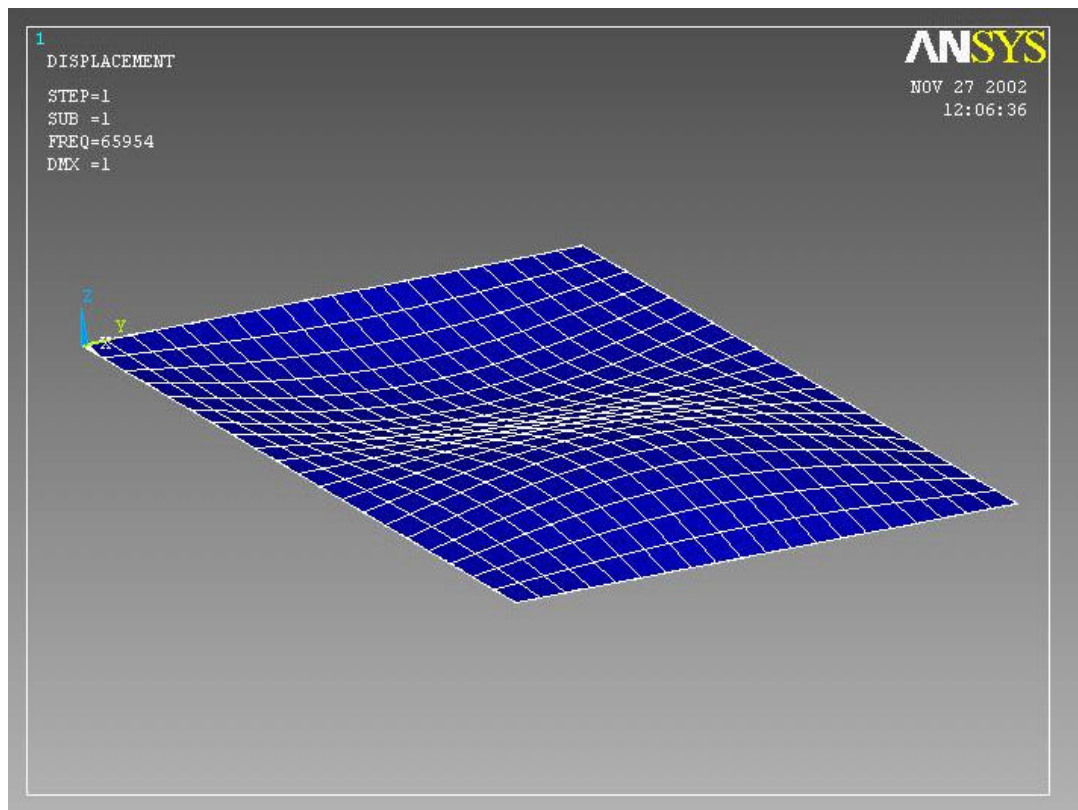 1
DISPLACEMENT
STEP=1
SUB =1
FREQ=65954
DMX =1
ANSYS
NOV 27 2002
12:06:36
Z
Y
X